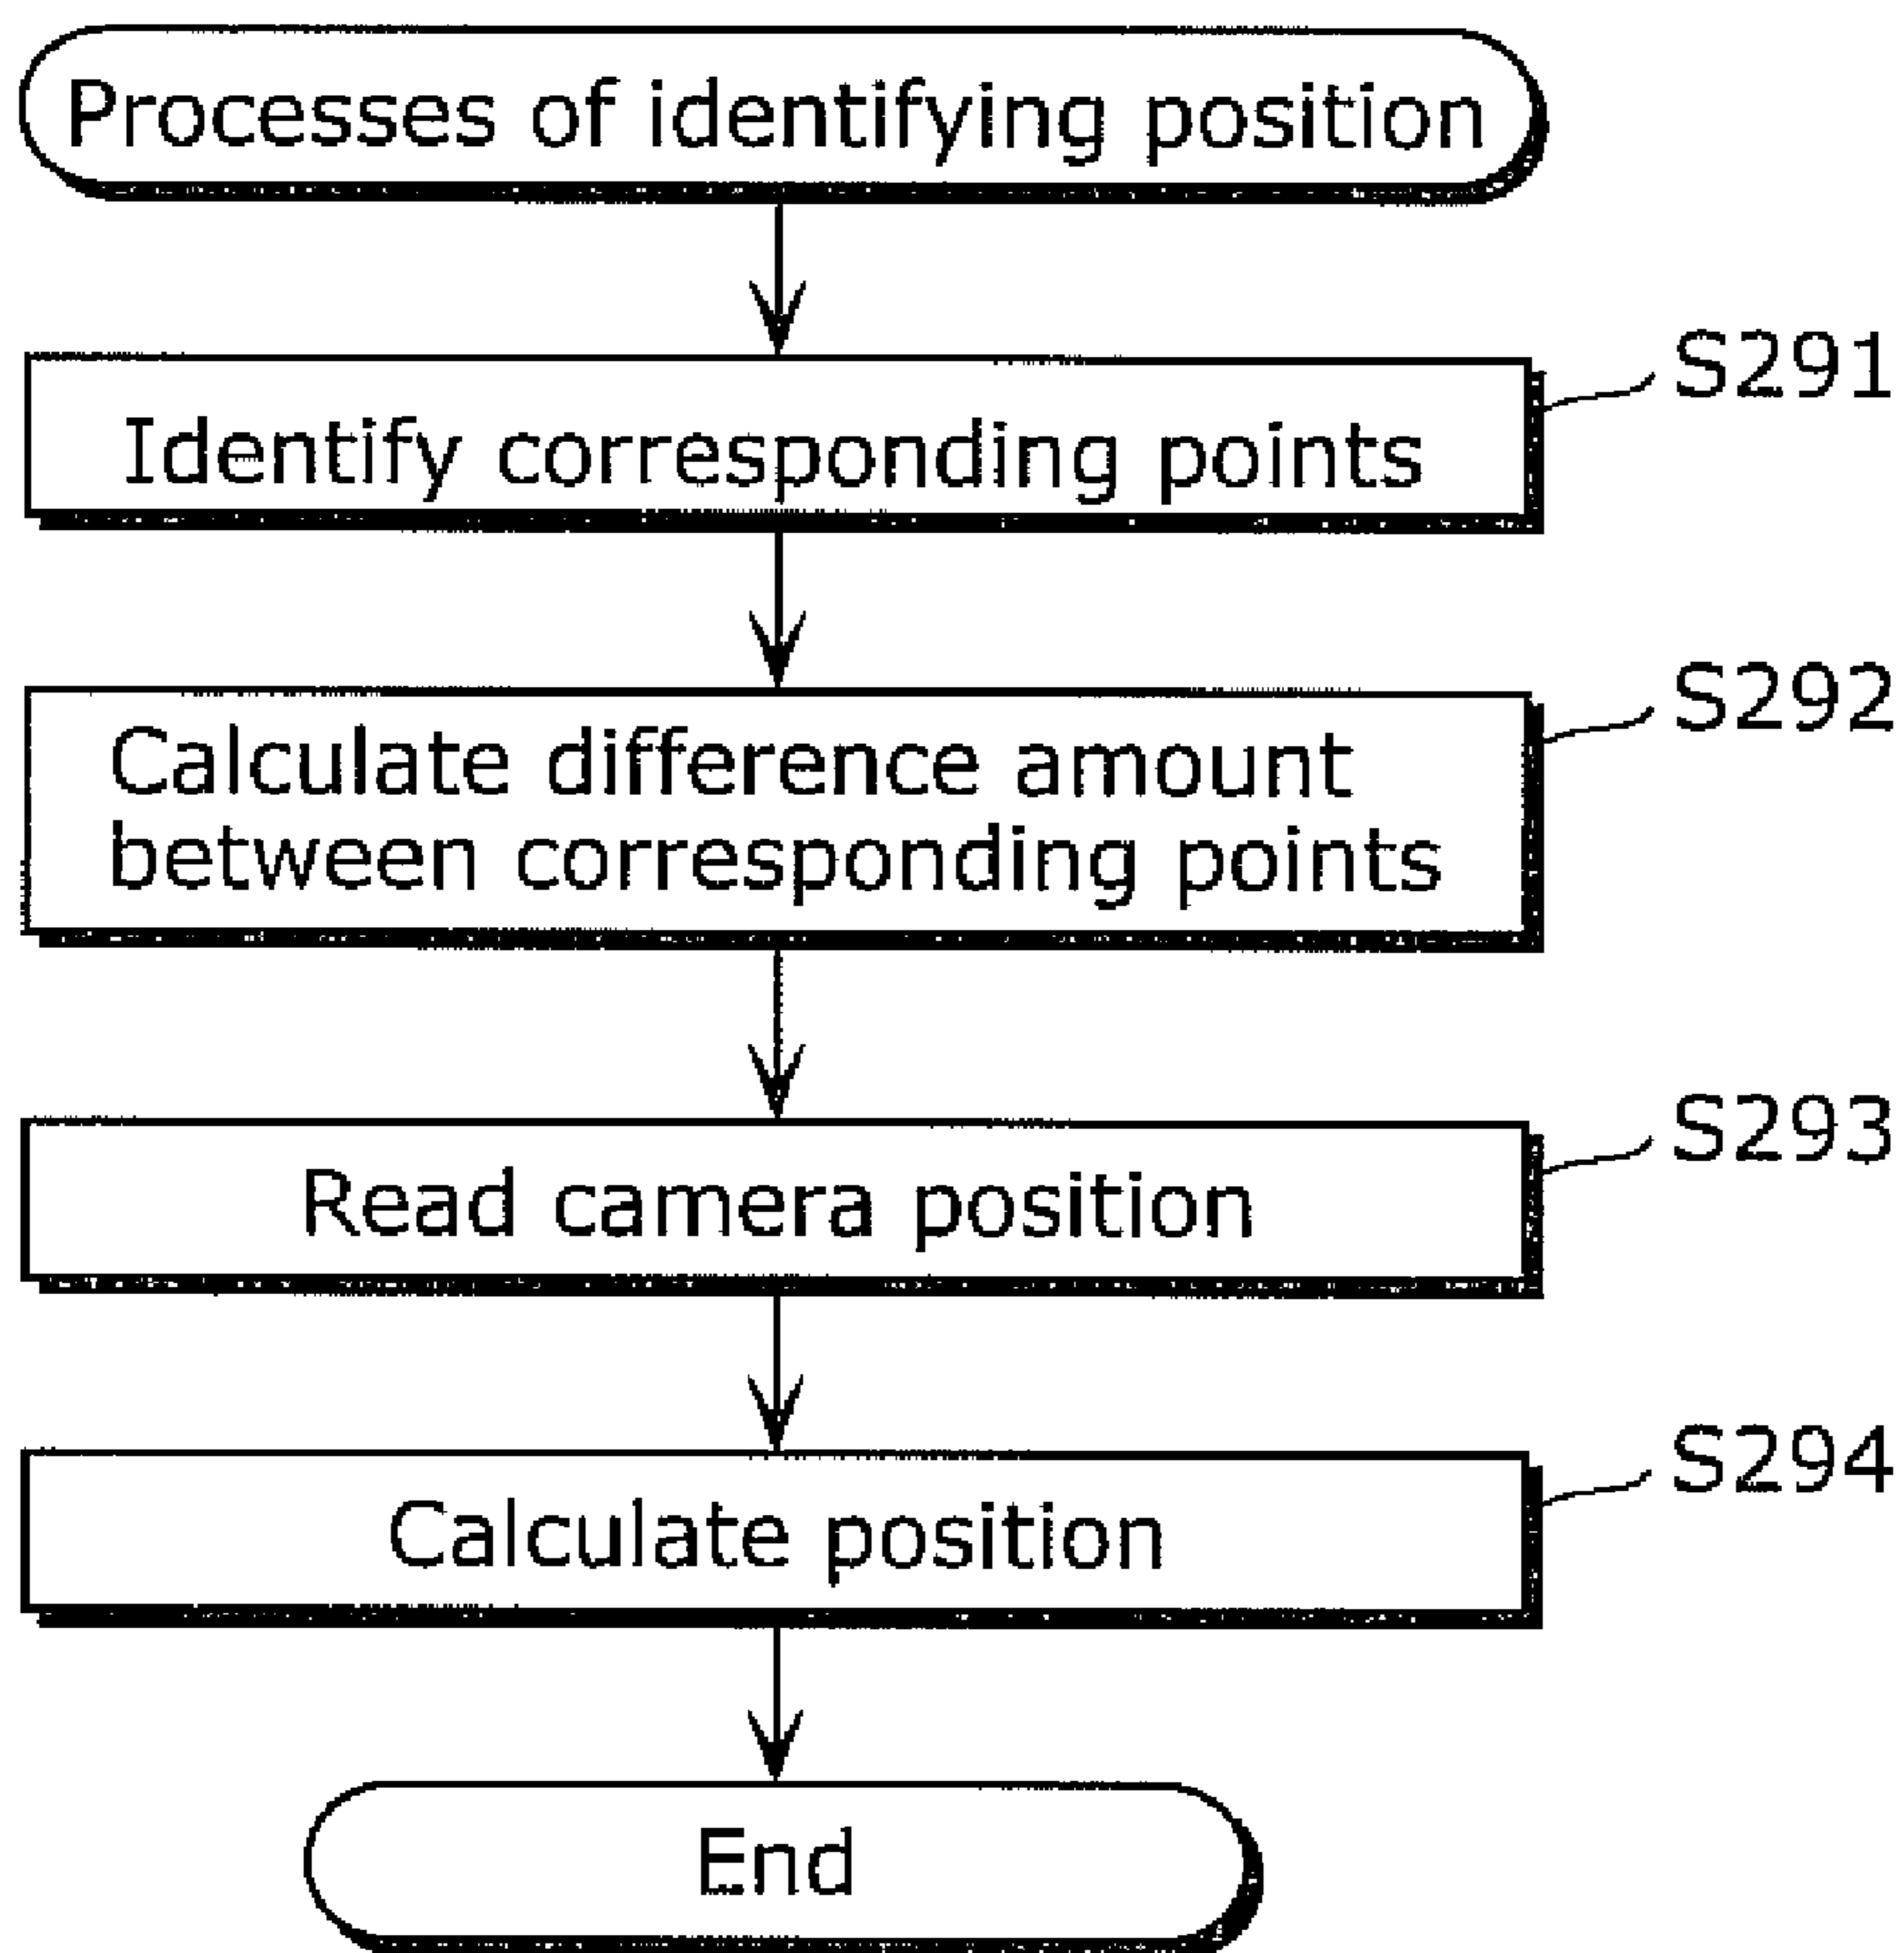 Processes of identifying position
S291
Identify corresponding points
S292
Calculate difference amount
between corresponding points
S293
Read camera position
S294
Calculate position
End